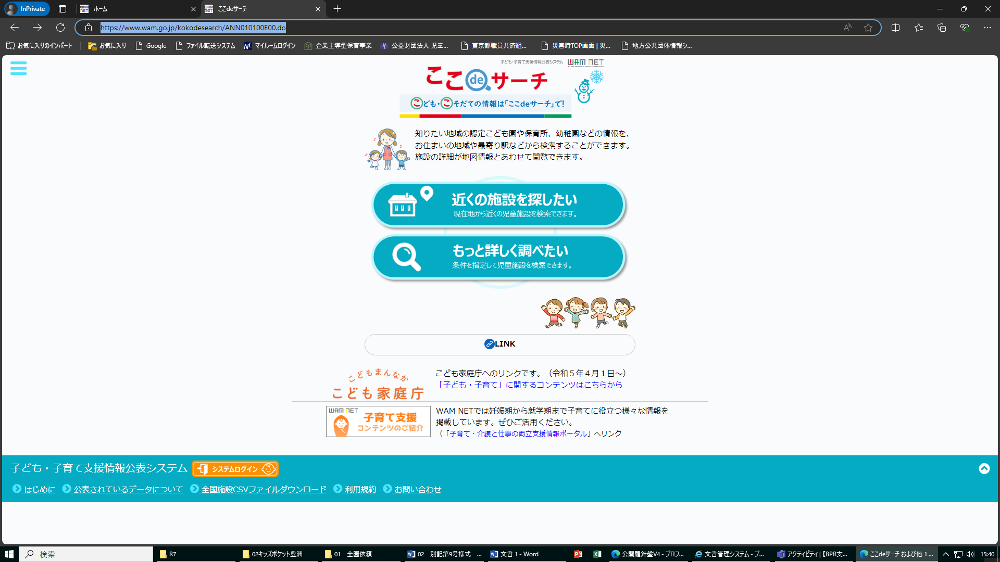 InPrivate
ホーム
ここdeサーチ
https://www.wam.go.jp/kokodesearch/ANN010100E00.do
お気に入りのインポート
お気に入り
Google
ファイル転送システム
マイルームログイン
企業主導型保育事業
公益財団法人 児童...
東京都職員共済組...
災害時TOP画面 | 災...
地方公共団体情報シ...
子ども・子育て支援情報公表システム WAM NET
ここdeサーチ
こども・こそだての情報は「ここdeサーチ」で!
知りたい地域の認定こども園や保育所、幼稚園などの情報を、
お住まいの地域や最寄り駅などから検索することができます。
施設の詳細が地図情報とあわせて閲覧できます。
近くの施設を探したい
現在地から近くの児童施設を検索できます。
もっと詳しく調べたい
条件を指定して児童施設を検索できます。
LINK
こどもまんなか
こども家庭庁
こども家庭庁へのリンクです。（令和５年４月１日～）
「子ども・子育て」に関するコンテンツはこちらから
WAM NET
子育て支援
コンテンツのご紹介
WAM NETでは妊娠期から就学期まで子育てに役立つ様々な情報を
掲載しています。ぜひご活用ください。
（「子育て・介護と仕事の両立支援情報ポータル」へリンク
子ども・子育て支援情報公表システム システムログイン
はじめに 公表されているデータについて 全国施設CSVファイルダウンロード 利用規約 お問い合わせ
検索
R7
02キッズポケット豊洲
01　全園依頼
02　別記第9号様式　...
文書 1 - Word
公開羅針盤V4 - プロフ...
文書管理システム - プ...
アクティビティ | 【BPR支...
ここdeサーチ および他 1 ...
15:40